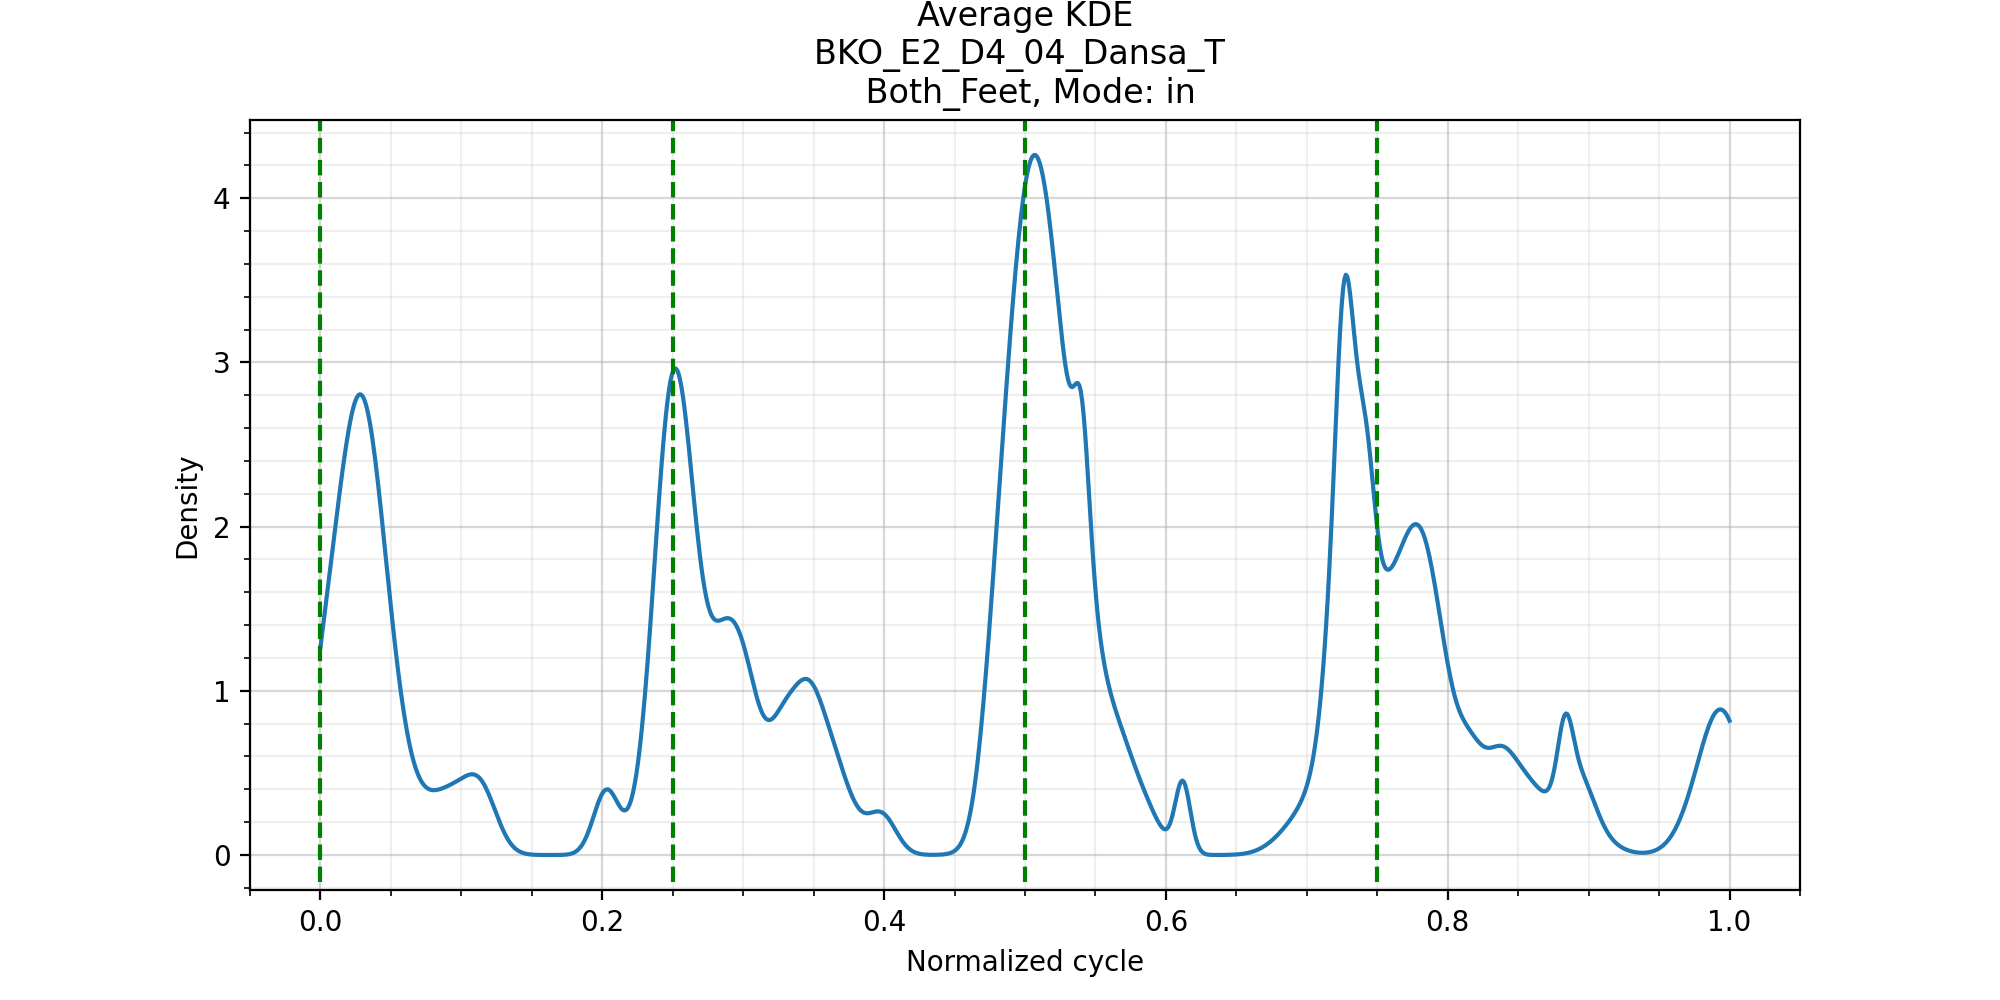 Average KDE
BKO_E2_D4_04_Dansa_T
Both_Feet, Mode: in
4
3
2
1
0
Density
0.0 0.2 0.4 0.6 0.8 1.0
Normalized cycle